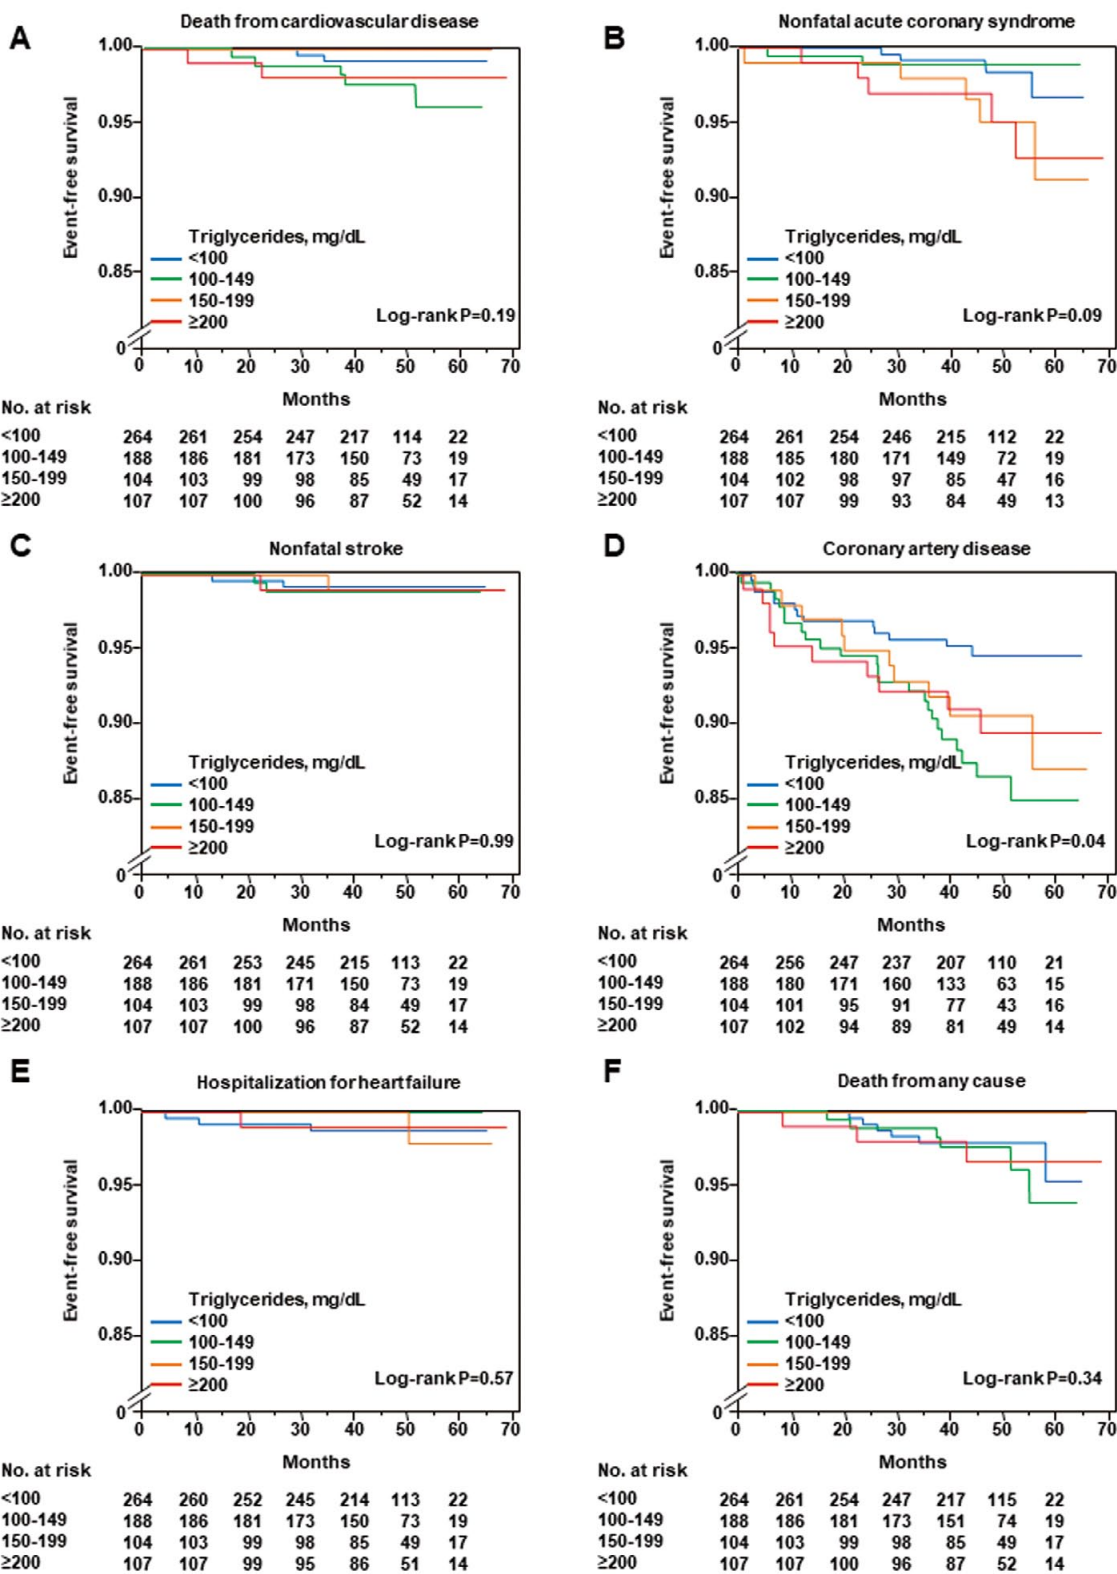 A
Death from cardiovascular disease
1.00
0.95
0.90
0.85
0
Event-free survival
Triglycerides, mg/dL
<100
100-149
150-199
≥200
Log-rank P=0.19
0 10 20 30 40 50 60 70
Months
No. at risk
<100 264 261 254 247 217 114 22
100-149 188 186 181 173 150 73 19
150-199 104 103 99 98 85 49 17
≥200 107 107 100 96 87 52 14
B
Nonfatal acute coronary syndrome
1.00
0.95
0.90
0.85
0
Event-free survival
Triglycerides, mg/dL
<100
100-149
150-199
≥200
Log-rank P=0.09
0 10 20 30 40 50 60 70
Months
No. at risk
<100 264 261 254 246 215 112 22
100-149 188 185 180 171 149 72 19
150-199 104 102 98 97 85 47 16
≥200 107 107 99 93 84 49 13
C
Nonfatal stroke
1.00
0.95
0.90
0.85
0
Event-free survival
Triglycerides, mg/dL
<100
100-149
150-199
≥200
Log-rank P=0.99
0 10 20 30 40 50 60 70
Months
No. at risk
<100 264 261 253 245 215 113 22
100-149 188 186 181 171 150 73 19
150-199 104 103 99 98 84 49 17
≥200 107 107 100 96 87 52 14
D
Coronary artery disease
1.00
0.95
0.90
0.85
0
Event-free survival
Triglycerides, mg/dL
<100
100-149
150-199
≥200
Log-rank P=0.04
0 10 20 30 40 50 60 70
Months
No. at risk
<100 264 256 247 237 207 110 21
100-149 188 180 171 160 133 63 15
150-199 104 101 95 91 77 43 16
≥200 107 102 94 89 81 49 14
E
Hospitalization for heart failure
1.00
0.95
0.90
0.85
0
Event-free survival
Triglycerides, mg/dL
<100
100-149
150-199
≥200
Log-rank P=0.57
0 10 20 30 40 50 60 70
Months
No. at risk
<100 264 260 252 245 214 113 22
100-149 188 186 181 173 150 73 19
150-199 104 103 99 98 85 49 17
≥200 107 107 99 95 86 51 14
F
Death from any cause
1.00
0.95
0.90
0.85
0
Event-free survival
Triglycerides, mg/dL
<100
100-149
150-199
≥200
Log-rank P=0.34
0 10 20 30 40 50 60 70
Months
No. at risk
<100 264 261 254 247 217 115 22
100-149 188 186 181 173 151 74 19
150-199 104 103 99 98 85 49 17
≥200 107 107 100 96 87 52 14